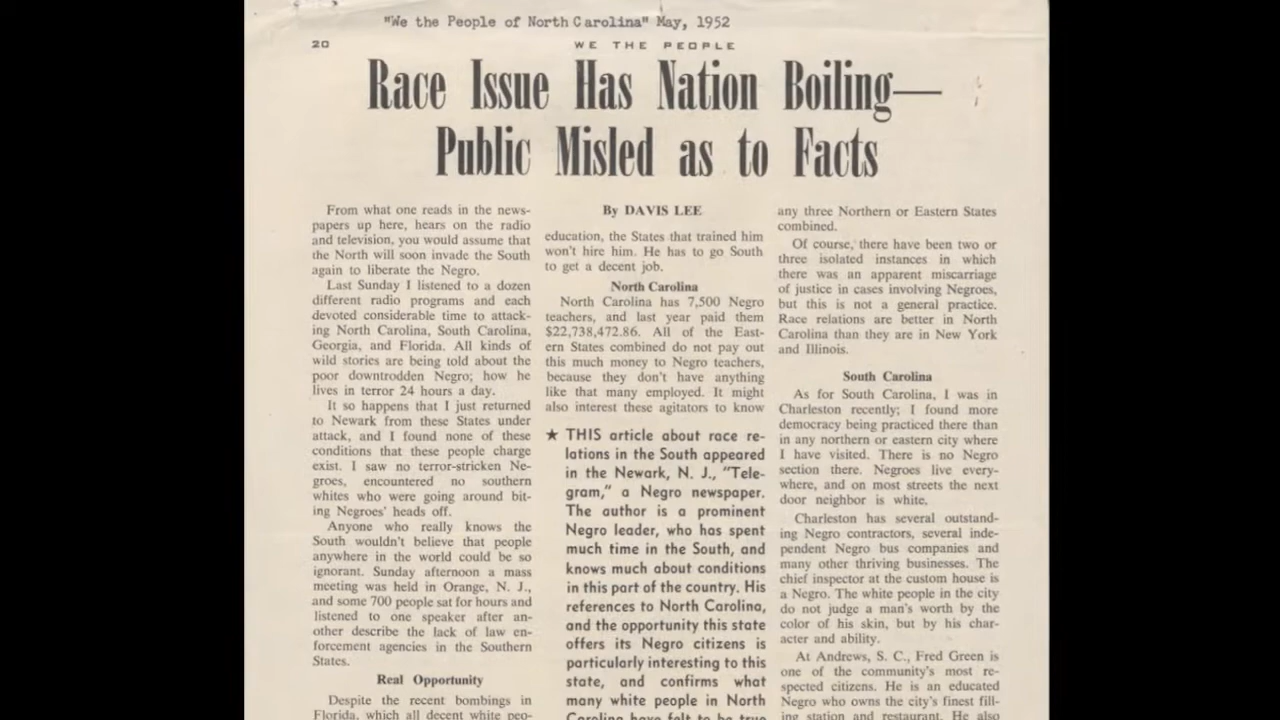 "We the People of North Carolina" May, 1952
20
WE THE PEOPLE
Race Issue Has Nation Boiling—
Public Misled as to Facts
From what one reads in the news-
papers up here, hears on the radio
and television, you would assume that
the North will soon invade the South
again to liberate the Negro.
Last Sunday I listened to a dozen
different radio programs and each
devoted considerable time to attack-
ing North Carolina, South Carolina,
Georgia, and Florida. All kinds of
wild stories are being told about the
poor downtrodden Negro; how he
lives in terror 24 hours a day.
It so happens that I just returned
to Newark from these States under
attack, and I found none of these
conditions that these people charge
exist. I saw no terror-stricken Ne-
groes, encountered no southern
whites who were going around bit-
ing Negroes' heads off.
Anyone who really knows the
South wouldn't believe that people
anywhere in the world could be so
ignorant. Sunday afternoon a mass
meeting was held in Orange, N. J.,
and some 700 people sat for hours and
listened to one speaker after an-
other describe the lack of law en-
forcement agencies in the Southern
States.
Real Opportunity
Despite the recent bombings in
Florida, which all decent white peo-
By DAVIS LEE
education, the States that trained him
won't hire him. He has to go South
to get a decent job.
North Carolina
North Carolina has 7,500 Negro
teachers, and last year paid them
$22,738,472.86. All of the East-
ern States combined do not pay out
this much money to Negro teachers,
because they don't have anything
like that many employed. It might
also interest these agitators to know
★ THIS article about race re-
lations in the South appeared
in the Newark, N. J., "Tele-
gram," a Negro newspaper.
The author is a prominent
Negro leader, who has spent
much time in the South, and
knows much about conditions
in this part of the country. His
references to North Carolina,
and the opportunity this state
offers its Negro citizens is
particularly interesting to this
state, and confirms what
many white people in North
Carolina have felt to be true
any three Northern or Eastern States
combined.
Of course, there have been two or
three isolated instances in which
there was an apparent miscarriage
of justice in cases involving Negroes,
but this is not a general practice.
Race relations are better in North
Carolina than they are in New York
and Illinois.
South Carolina
As for South Carolina, I was in
Charleston recently; I found more
democracy being practiced there than
in any northern or eastern city where
I have visited. There is no Negro
section there. Negroes live every-
where, and on most streets the next
door neighbor is white.
Charleston has several outstand-
ing Negro contractors, several inde-
pendent Negro bus companies and
many other thriving businesses. The
chief inspector at the custom house is
a Negro. The white people in the city
do not judge a man's worth by the
color of his skin, but by his char-
acter and ability.
At Andrews, S. C., Fred Green is
one of the community's most re-
spected citizens. He is an educated
Negro who owns the city's finest fill-
ing station and restaurant. He also